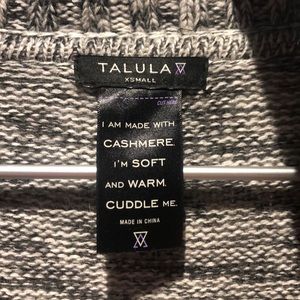 TALULA
XSMALL
CUT HERE
I AM MADE WITH
CASHMERE.
I'M SOFT
AND WARM.
CUDDLE ME.
MADE IN CHINA